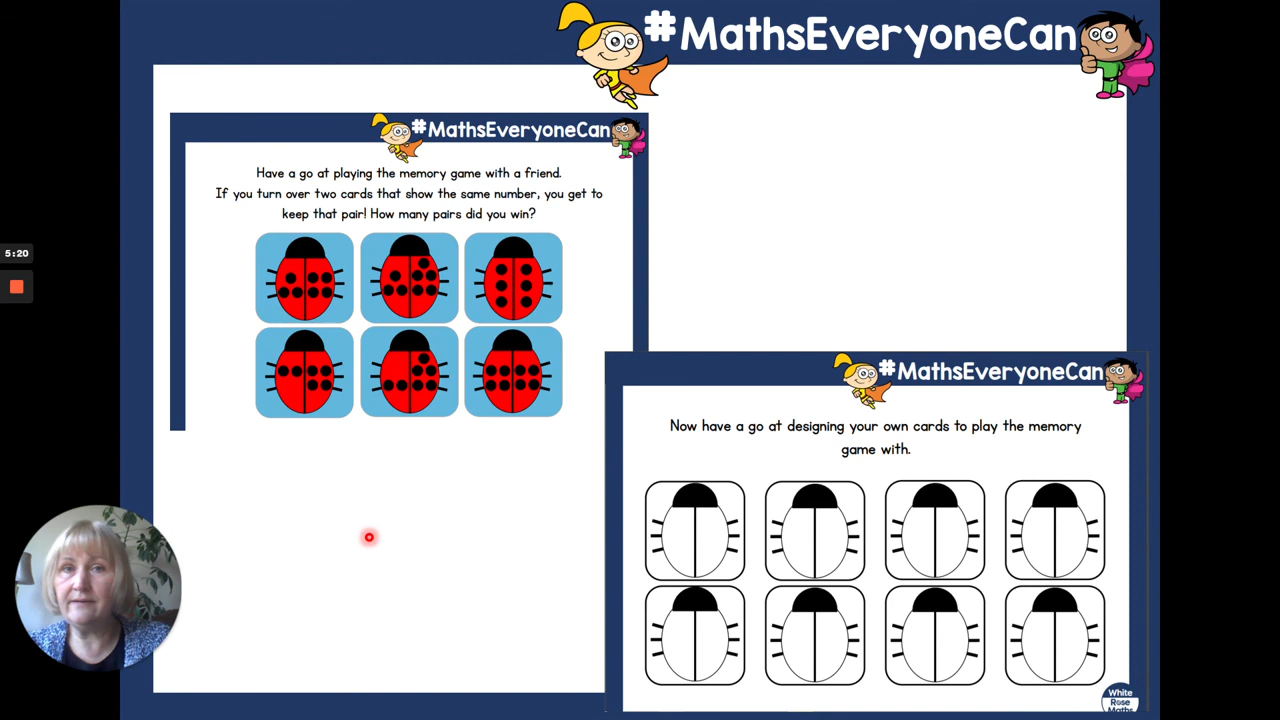 #MathsEveryoneCan
#MathsEveryoneCan
Have a go at playing the memory game with a friend.
If you turn over two cards that show the same number, you get to
keep that pair! How many pairs did you win?
5:20
#MathsEveryoneCan
Now have a go at designing your own cards to play the memory
game with.
White
Rose
Maths